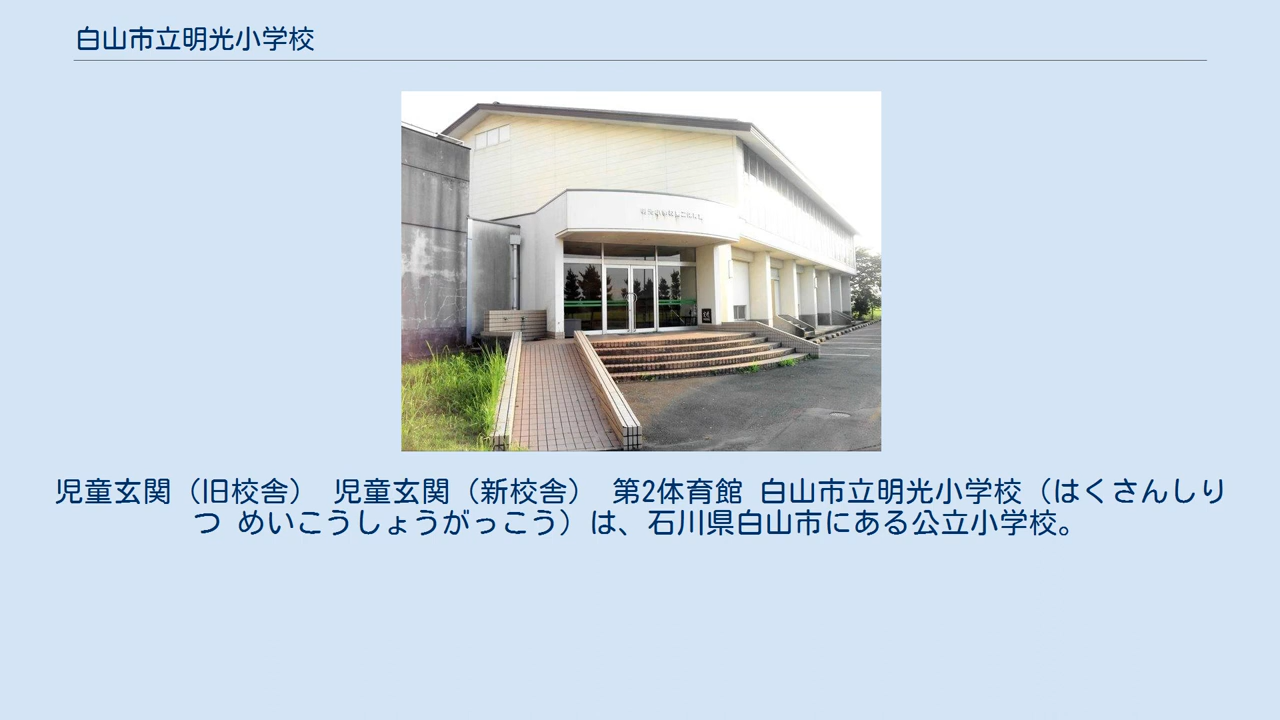 白山市立明光小学校
児童玄関（旧校舎） 児童玄関（新校舎） 第2体育館 白山市立明光小学校（はくさんしり
つ めいこうしょうがっこう）は、石川県白山市にある公立小学校。